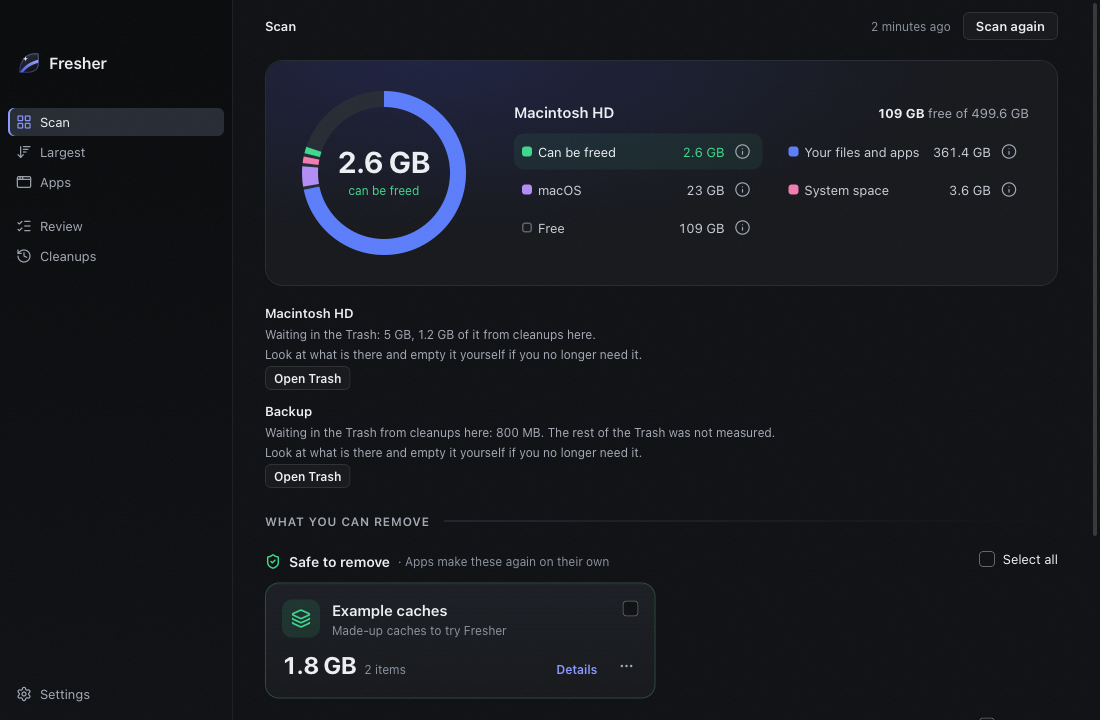 Fresher
Scan
Largest
Apps
Review
Cleanups
Settings
Scan
2 minutes ago
Scan again
2.6 GB
can be freed
Macintosh HD
109 GB free of 499.6 GB
Can be freed 2.6 GB
Your files and apps 361.4 GB
macOS 23 GB
System space 3.6 GB
Free 109 GB
Macintosh HD
Waiting in the Trash: 5 GB, 1.2 GB of it from cleanups here.
Look at what is there and empty it yourself if you no longer need it.
Open Trash
Backup
Waiting in the Trash from cleanups here: 800 MB. The rest of the Trash was not measured.
Look at what is there and empty it yourself if you no longer need it.
Open Trash
WHAT YOU CAN REMOVE
Safe to remove · Apps make these again on their own
Select all
Example caches
Made-up caches to try Fresher
1.8 GB 2 items
Details